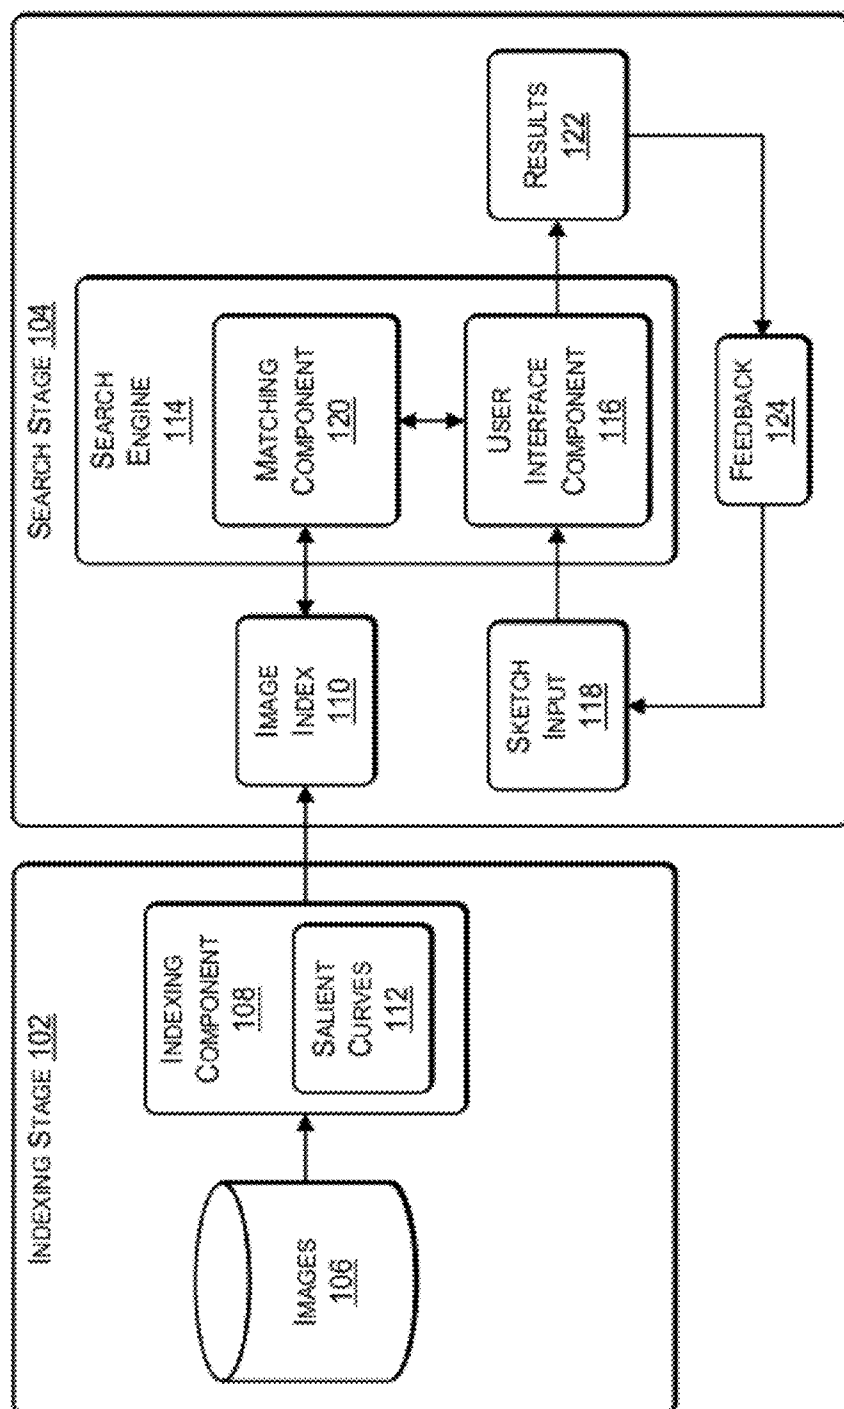 INDEXING STAGE 102
IMAGES
106
INDEXING
COMPONENT
108
SALIENT
CURVES
112
SEARCH STAGE 104
IMAGE
INDEX
110
SEARCH
ENGINE
114
MATCHING
COMPONENT
120
SKETCH
INPUT
118
USER
INTERFACE
COMPONENT
116
RESULTS
122
FEEDBACK
124